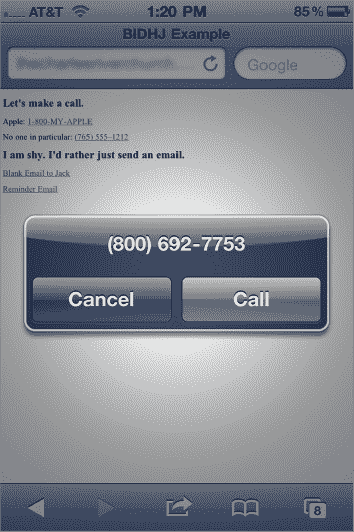 AT&T 1:20 PM 85%
BIDHJ Example
Google
Let's make a call.
Apple: 1-800-MY-APPLE
No one in particular: (765) 555-1212
I am shy. I'd rather just send an email.
Blank Email to Jack
Reminder Email
(800) 692-7753
Cancel Call
8